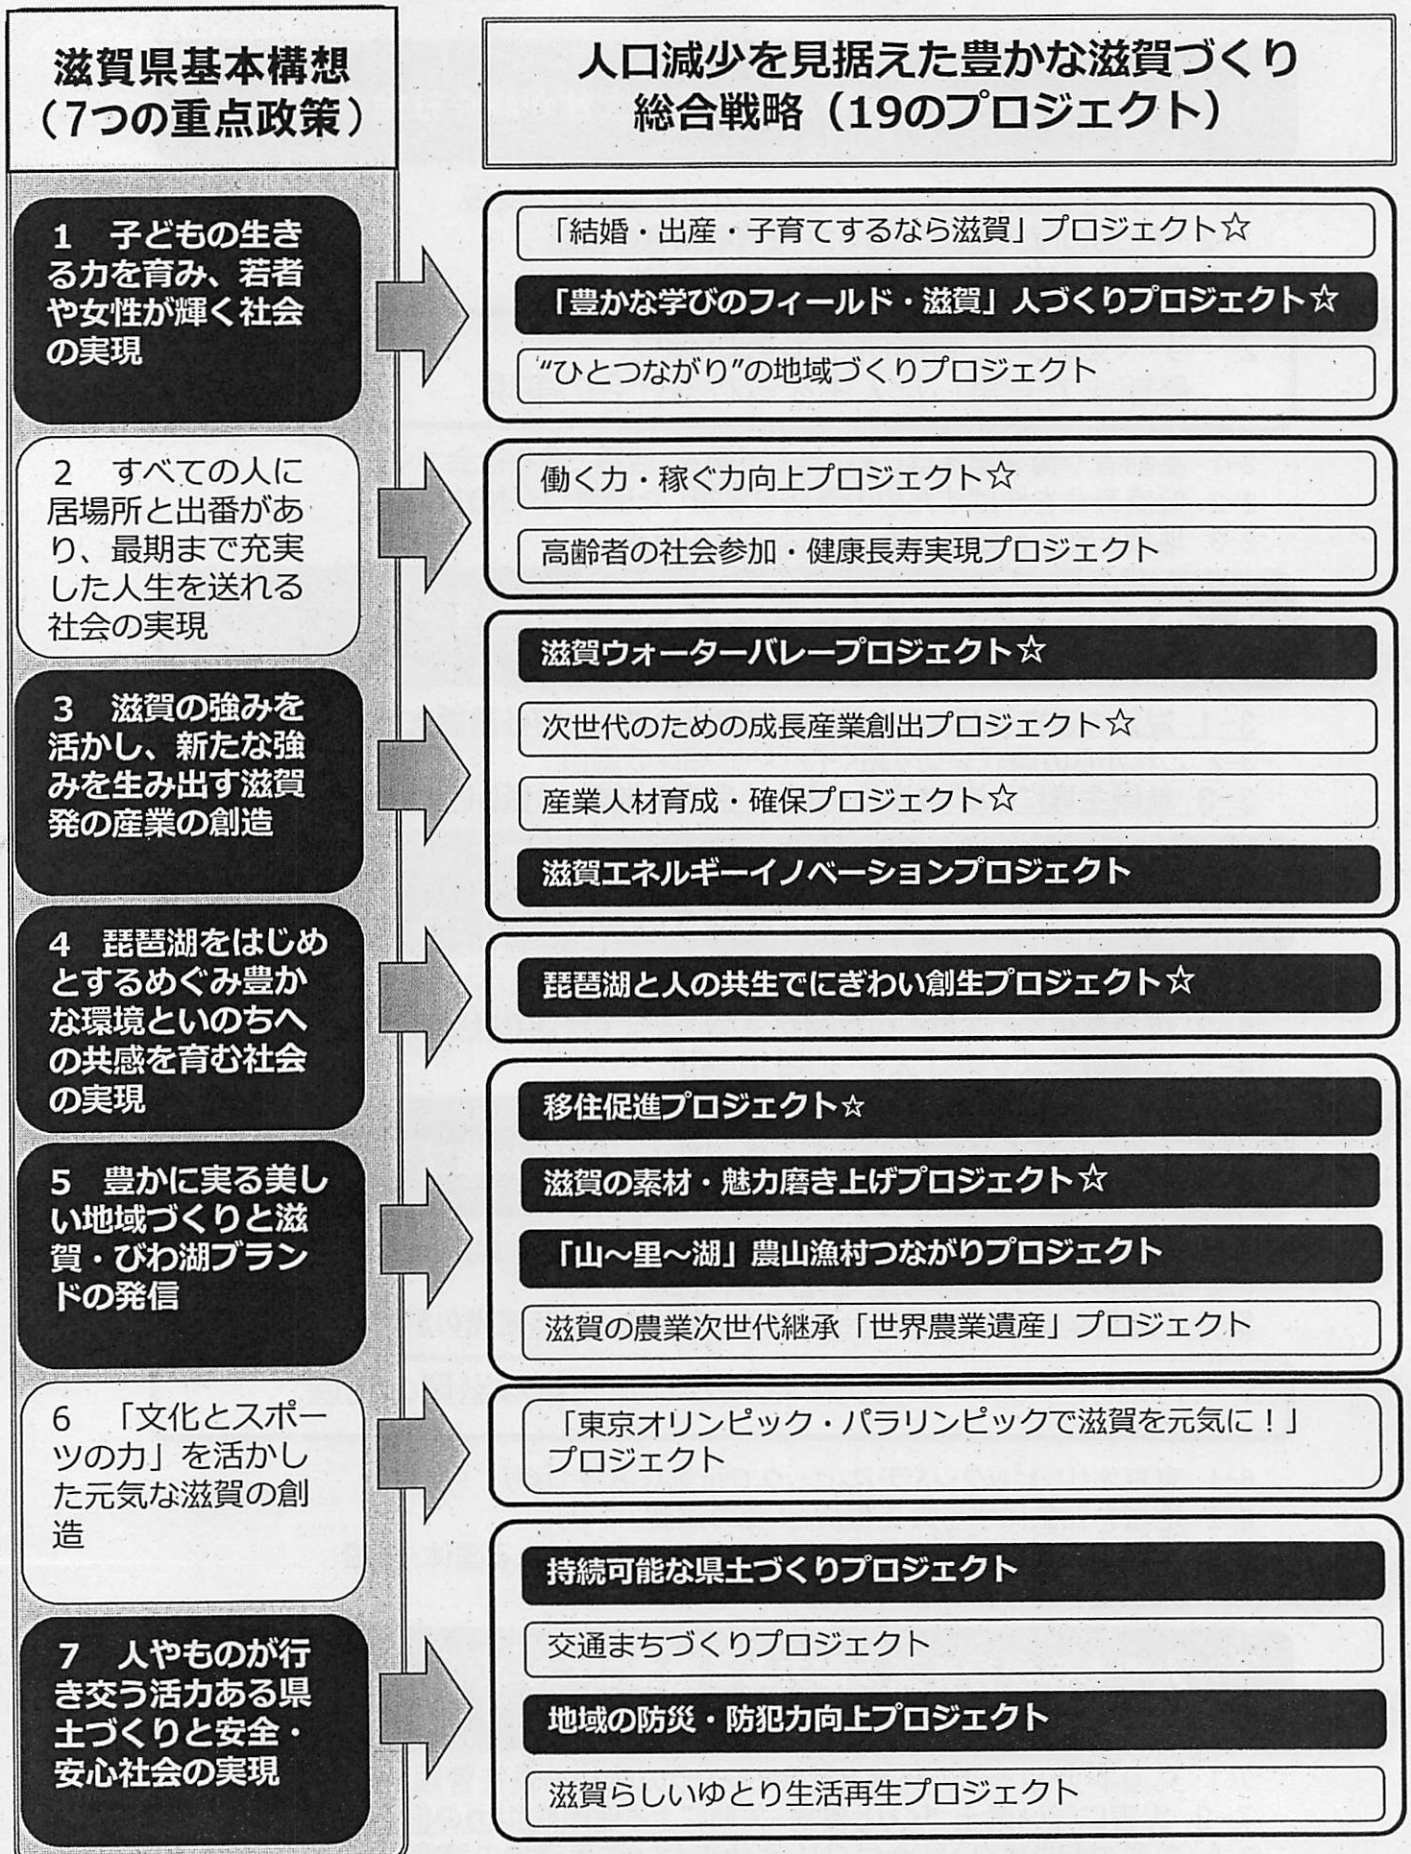 滋賀県基本構想
（7つの重点政策）
人口減少を見据えた豊かな滋賀づくり
総合戦略（19のプロジェクト）
1　子どもの生き
る力を育み、若者
や女性が輝く社会
の実現
「結婚・出産・子育てするなら滋賀」プロジェクト☆
「豊かな学びのフィールド・滋賀」人づくりプロジェクト☆
“ひとつながり”の地域づくりプロジェクト
2　すべての人に
居場所と出番があ
り、最期まで充実
した人生を送れる
社会の実現
働く力・稼ぐ力向上プロジェクト☆
高齢者の社会参加・健康長寿実現プロジェクト
3　滋賀の強みを
活かし、新たな強
みを生み出す滋賀
発の産業の創造
滋賀ウォーターバレープロジェクト☆
次世代のための成長産業創出プロジェクト☆
産業人材育成・確保プロジェクト☆
滋賀エネルギーイノベーションプロジェクト
4　琵琶湖をはじめ
とするめぐみ豊か
な環境といのちへ
の共感を育む社会
の実現
琵琶湖と人の共生でにぎわい創生プロジェクト☆
5　豊かに実る美し
い地域づくりと滋
賀・びわ湖ブラン
ドの発信
移住促進プロジェクト☆
滋賀の素材・魅力磨き上げプロジェクト☆
「山～里～湖」農山漁村つながりプロジェクト
滋賀の農業次世代継承「世界農業遺産」プロジェクト
6　「文化とスポー
ツの力」を活かし
た元気な滋賀の創
造
「東京オリンピック・パラリンピックで滋賀を元気に！」
プロジェクト
7　人やものが行
き交う活力ある県
土づくりと安全・
安心社会の実現
持続可能な県土づくりプロジェクト
交通まちづくりプロジェクト
地域の防災・防犯力向上プロジェクト
滋賀らしいゆとり生活再生プロジェクト